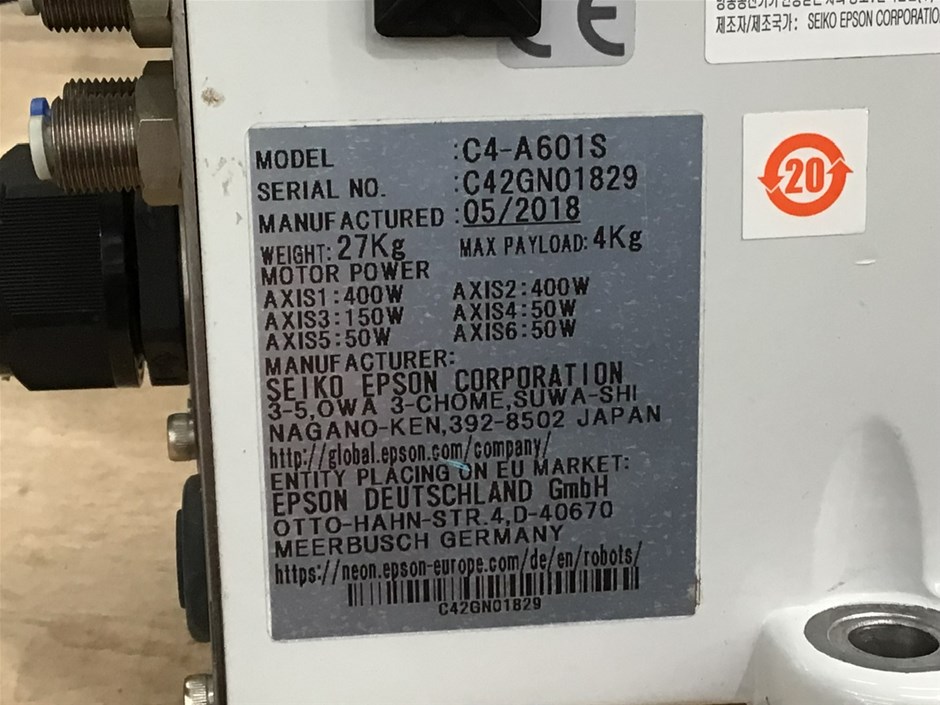 CE
제조자/제조국가: SEIKO EPSON CORPORATIO
MODEL :C4-A601S
SERIAL NO. :C42GN01829
MANUFACTURED :05/2018
WEIGHT: 27Kg MAX PAYLOAD: 4Kg
MOTOR POWER
AXIS1:400W AXIS2:400W
AXIS3:150W AXIS4:50W
AXIS5:50W AXIS6:50W
MANUFACTURER:
SEIKO EPSON CORPORATION
3-5,OWA 3-CHOME,SUWA-SHI
NAGANO-KEN,392-8502 JAPAN
http://global.epson.com/company/
ENTITY PLACING ON EU MARKET:
EPSON DEUTSCHLAND GmbH
OTTO-HAHN-STR.4,D-40670
MEERBUSCH GERMANY
https://neon.epson-europe.com/de/en/robots/
C42GN01829
20